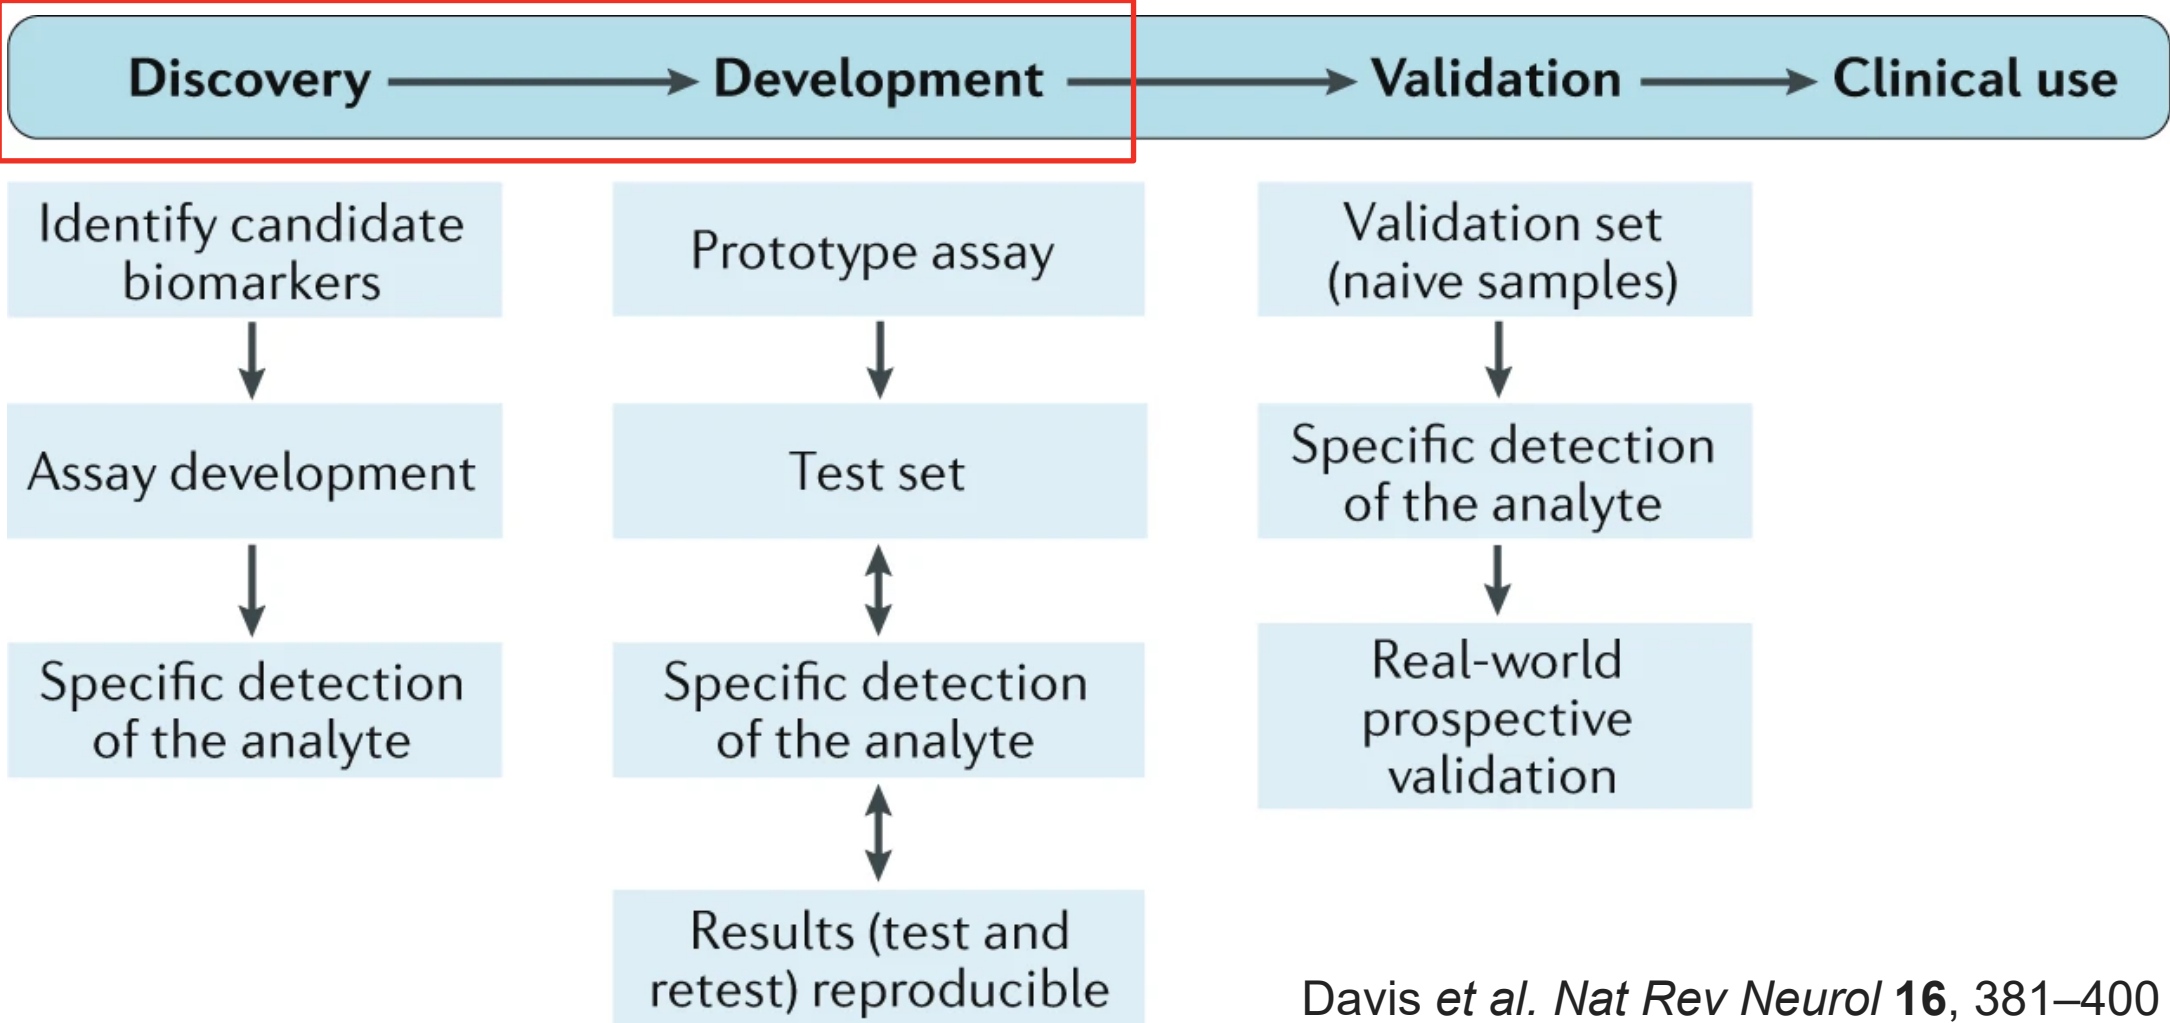 Discovery
Development
Validation
Clinical use
Identify candidate
biomarkers
Assay development
Specific detection
of the analyte
Prototype assay
Test set
Specific detection
of the analyte
Results (test and
retest) reproducible
Validation set
(naive samples)
Specific detection
of the analyte
Real-world
prospective
validation
Davis et al. Nat Rev Neurol 16, 381–400